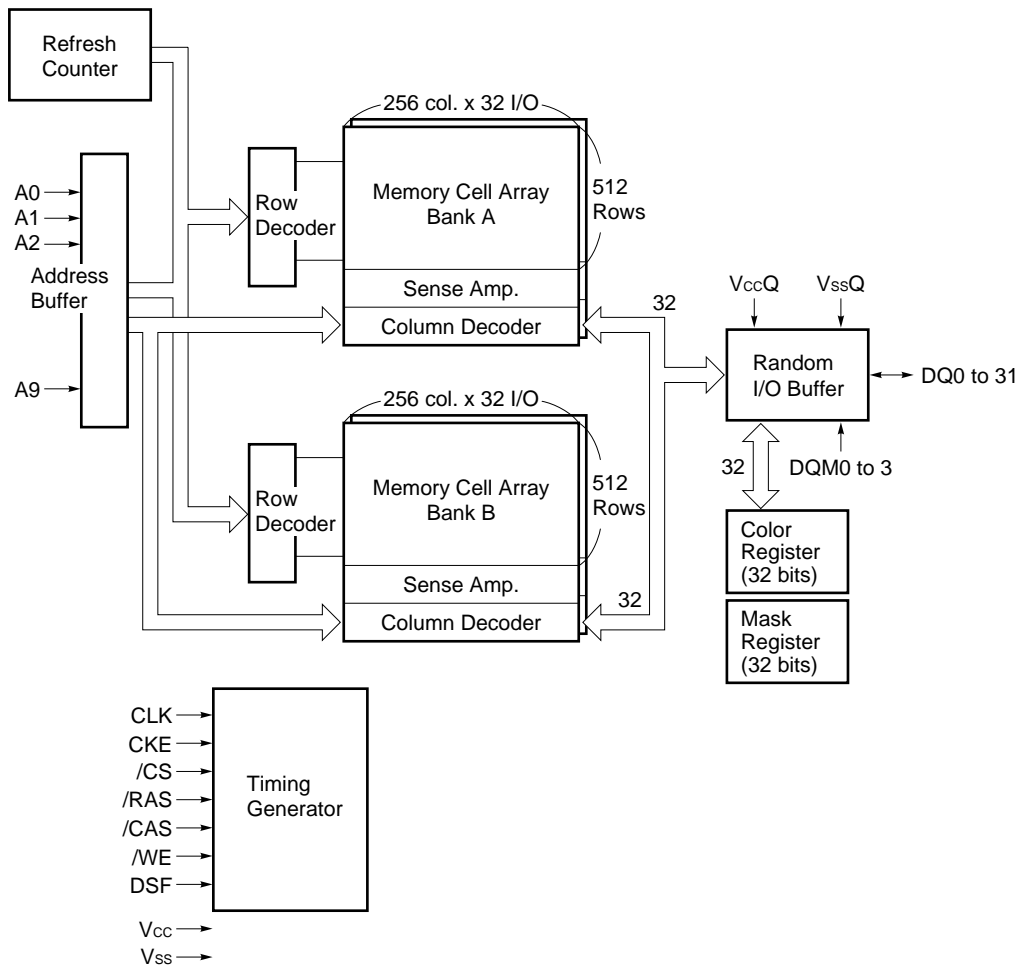 Refresh
Counter
256 col. x 32 I/O
Memory Cell Array
Bank A
512
Rows
Row
Decoder
A0
A1
A2
Address
Buffer
A9
Sense Amp.
Column Decoder
32
VCCQ
VSSQ
Random
I/O Buffer
DQ0 to 31
DQM0 to 3
32
256 col. x 32 I/O
Memory Cell Array
Bank B
512
Rows
Row
Decoder
Sense Amp.
Column Decoder
32
Color
Register
(32 bits)
Mask
Register
(32 bits)
CLK
CKE
/CS
/RAS
/CAS
/WE
DSF
Timing
Generator
VCC
VSS